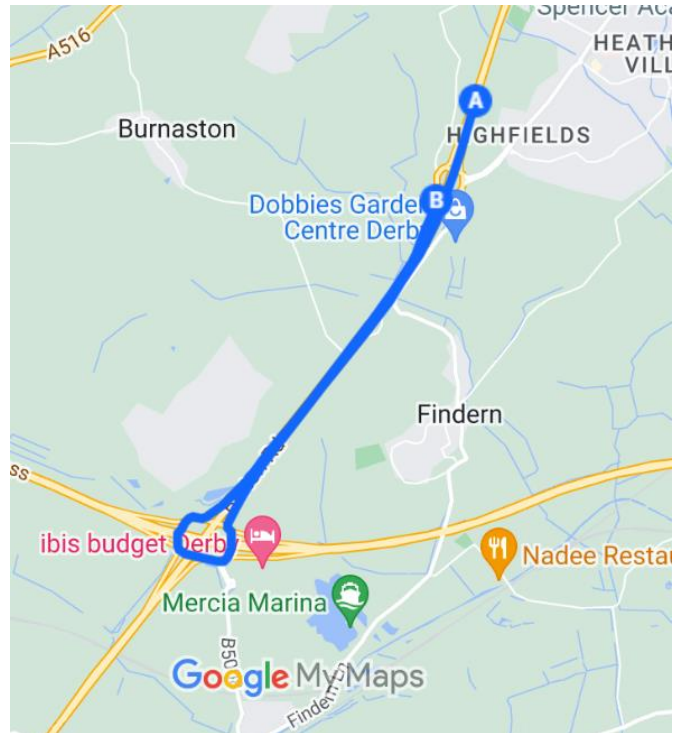 Spencer Aca
A516
HEATH
VILL
A
Burnaston
HIGHFIELDS
B
Dobbies Garden
Centre Derby
Findern
ss
ibis budget Derby
Nadee Restau
Mercia Marina
B50
Google My Maps
Findern L